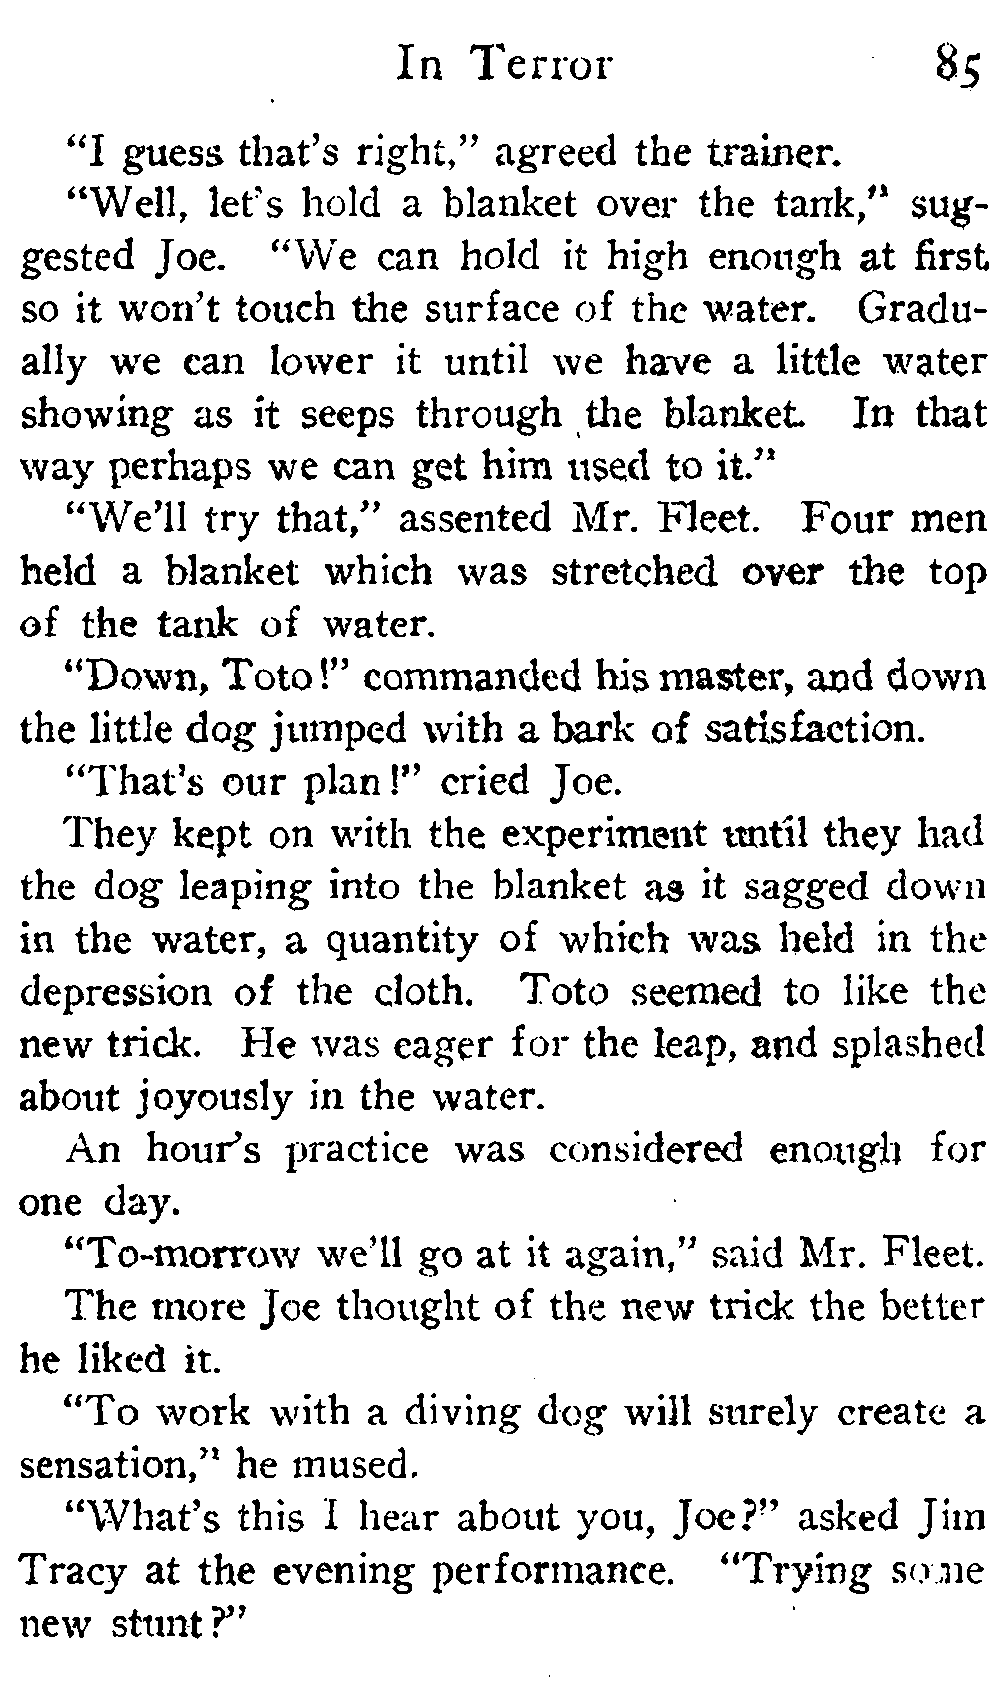 In Terror 85
"I guess that's right," agreed the trainer.
"Well, let's hold a blanket over the tank," sug-
gested Joe. "We can hold it high enough at first
so it won't touch the surface of the water. Gradu-
ally we can lower it until we have a little water
showing as it seeps through the blanket. In that
way perhaps we can get him used to it."
"We'll try that," assented Mr. Fleet. Four men
held a blanket which was stretched over the top
of the tank of water.
"Down, Toto!" commanded his master, and down
the little dog jumped with a bark of satisfaction.
"That's our plan!" cried Joe.
They kept on with the experiment until they had
the dog leaping into the blanket as it sagged down
in the water, a quantity of which was held in the
depression of the cloth. Toto seemed to like the
new trick. He was eager for the leap, and splashed
about joyously in the water.
An hour's practice was considered enough for
one day.
"To-morrow we'll go at it again," said Mr. Fleet.
The more Joe thought of the new trick the better
he liked it.
"To work with a diving dog will surely create a
sensation," he mused.
"What's this I hear about you, Joe?" asked Jim
Tracy at the evening performance. "Trying some
new stunt?"